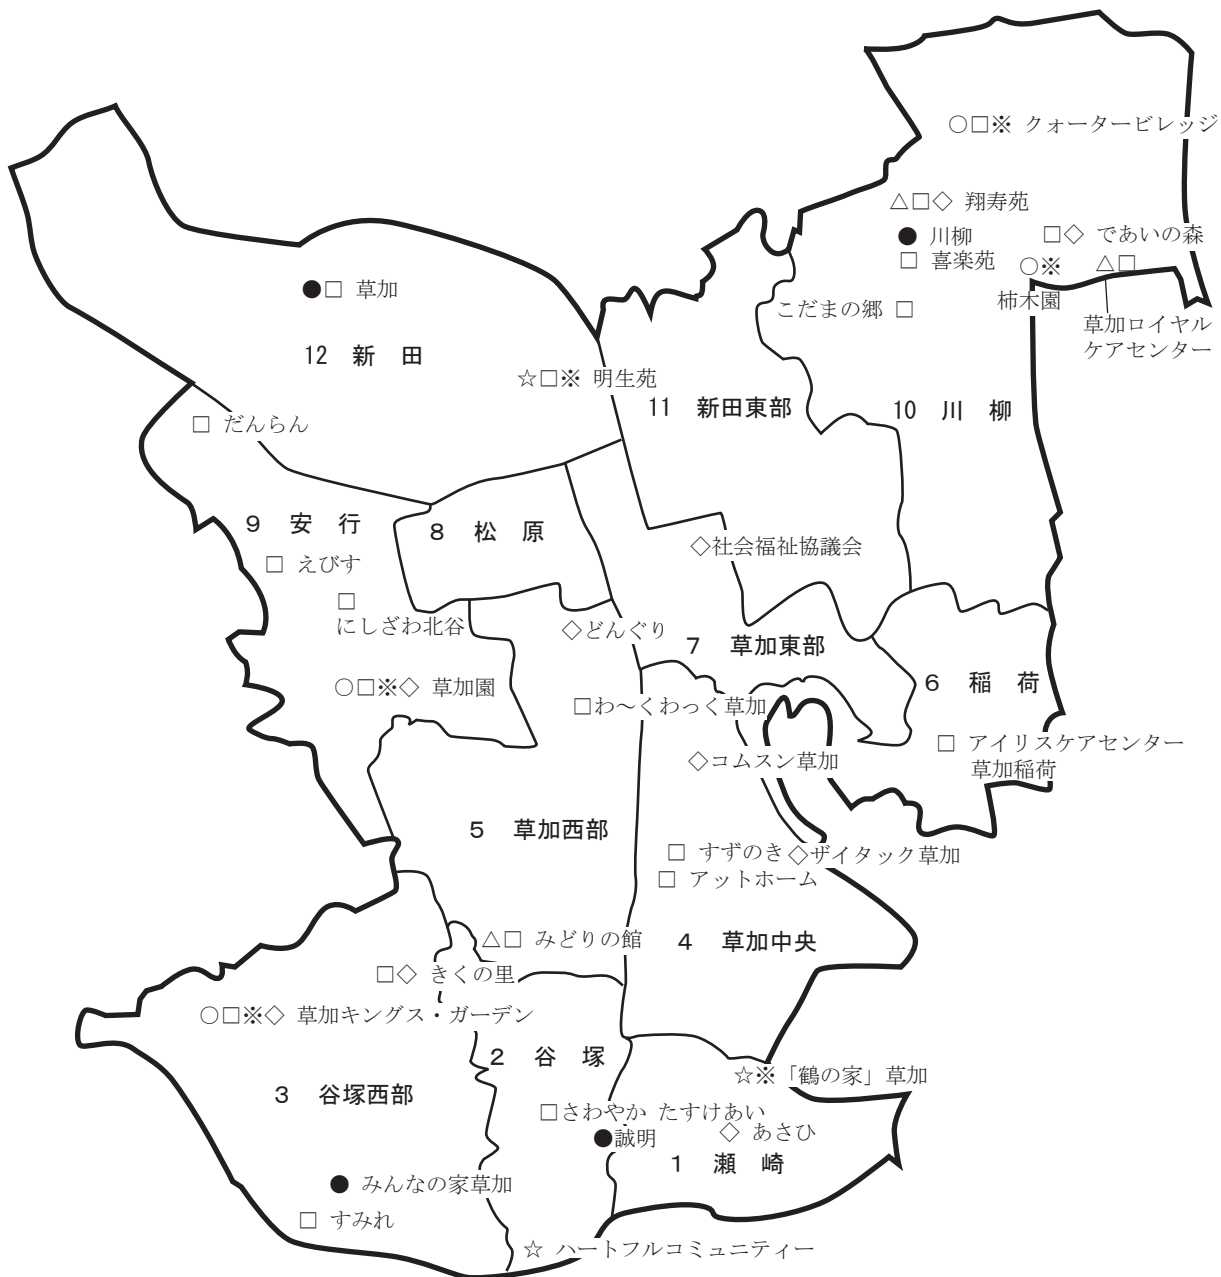 ○□※ クォータービレッジ
△□◇ 翔寿苑
● 川柳
□◇ であいの森
□ 喜楽苑
○※
柿木園
△□
草加ロイヤル
ケアセンター
こだまの郷 □
●□ 草加
12 新 田
☆□※ 明生苑
11 新田東部
10 川 柳
□ だんらん
9 安 行
8 松 原
□ えびす
□
にしざわ北谷
◇社会福祉協議会
◇どんぐり
7 草加東部
6 稲 荷
○□※◇ 草加園
□わ～くわっく草加
◇コムスン草加
□ アイリスケアセンター
草加稲荷
5 草加西部
□ すずのき
◇ザイタック草加
□ アットホーム
△□ みどりの館
4 草加中央
□◇ きくの里
○□※◇ 草加キングス・ガーデン
2 谷 塚
3 谷塚西部
☆※「鶴の家」草加
□さわやか たすけあい
●誠明
◇ あさひ
1 瀬 崎
● みんなの家草加
□ すみれ
☆ ハートフルコミュニティー